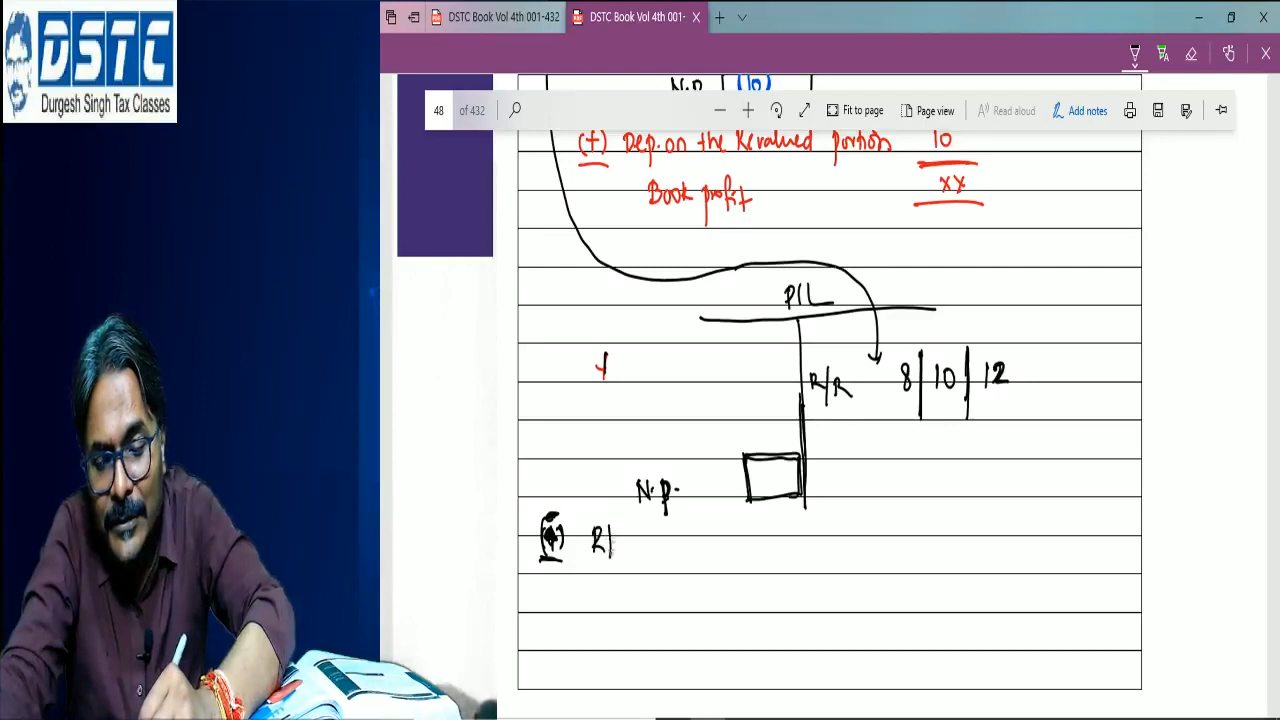 DSTC
Durgesh Singh Tax Classes
DSTC Book Vol 4th 001-432
DSTC Book Vol 4th 001-
N.P (10)
48 of 432
Fit to page
Page view
Read aloud
Add notes
(+) Dep. on the Revalued portion 10
Book profit xx
P/L
R/R 8 | 10 | 12
+
N.P.
(+) R/